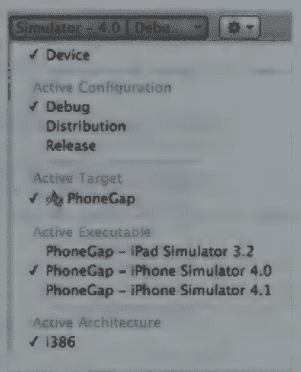 Simulator - 4.0 | Debu...
✓ Device
Active Configuration
✓ Debug
Distribution
Release
Active Target
✓ PhoneGap
Active Executable
PhoneGap - iPad Simulator 3.2
✓ PhoneGap - iPhone Simulator 4.0
PhoneGap - iPhone Simulator 4.1
Active Architecture
✓ i386